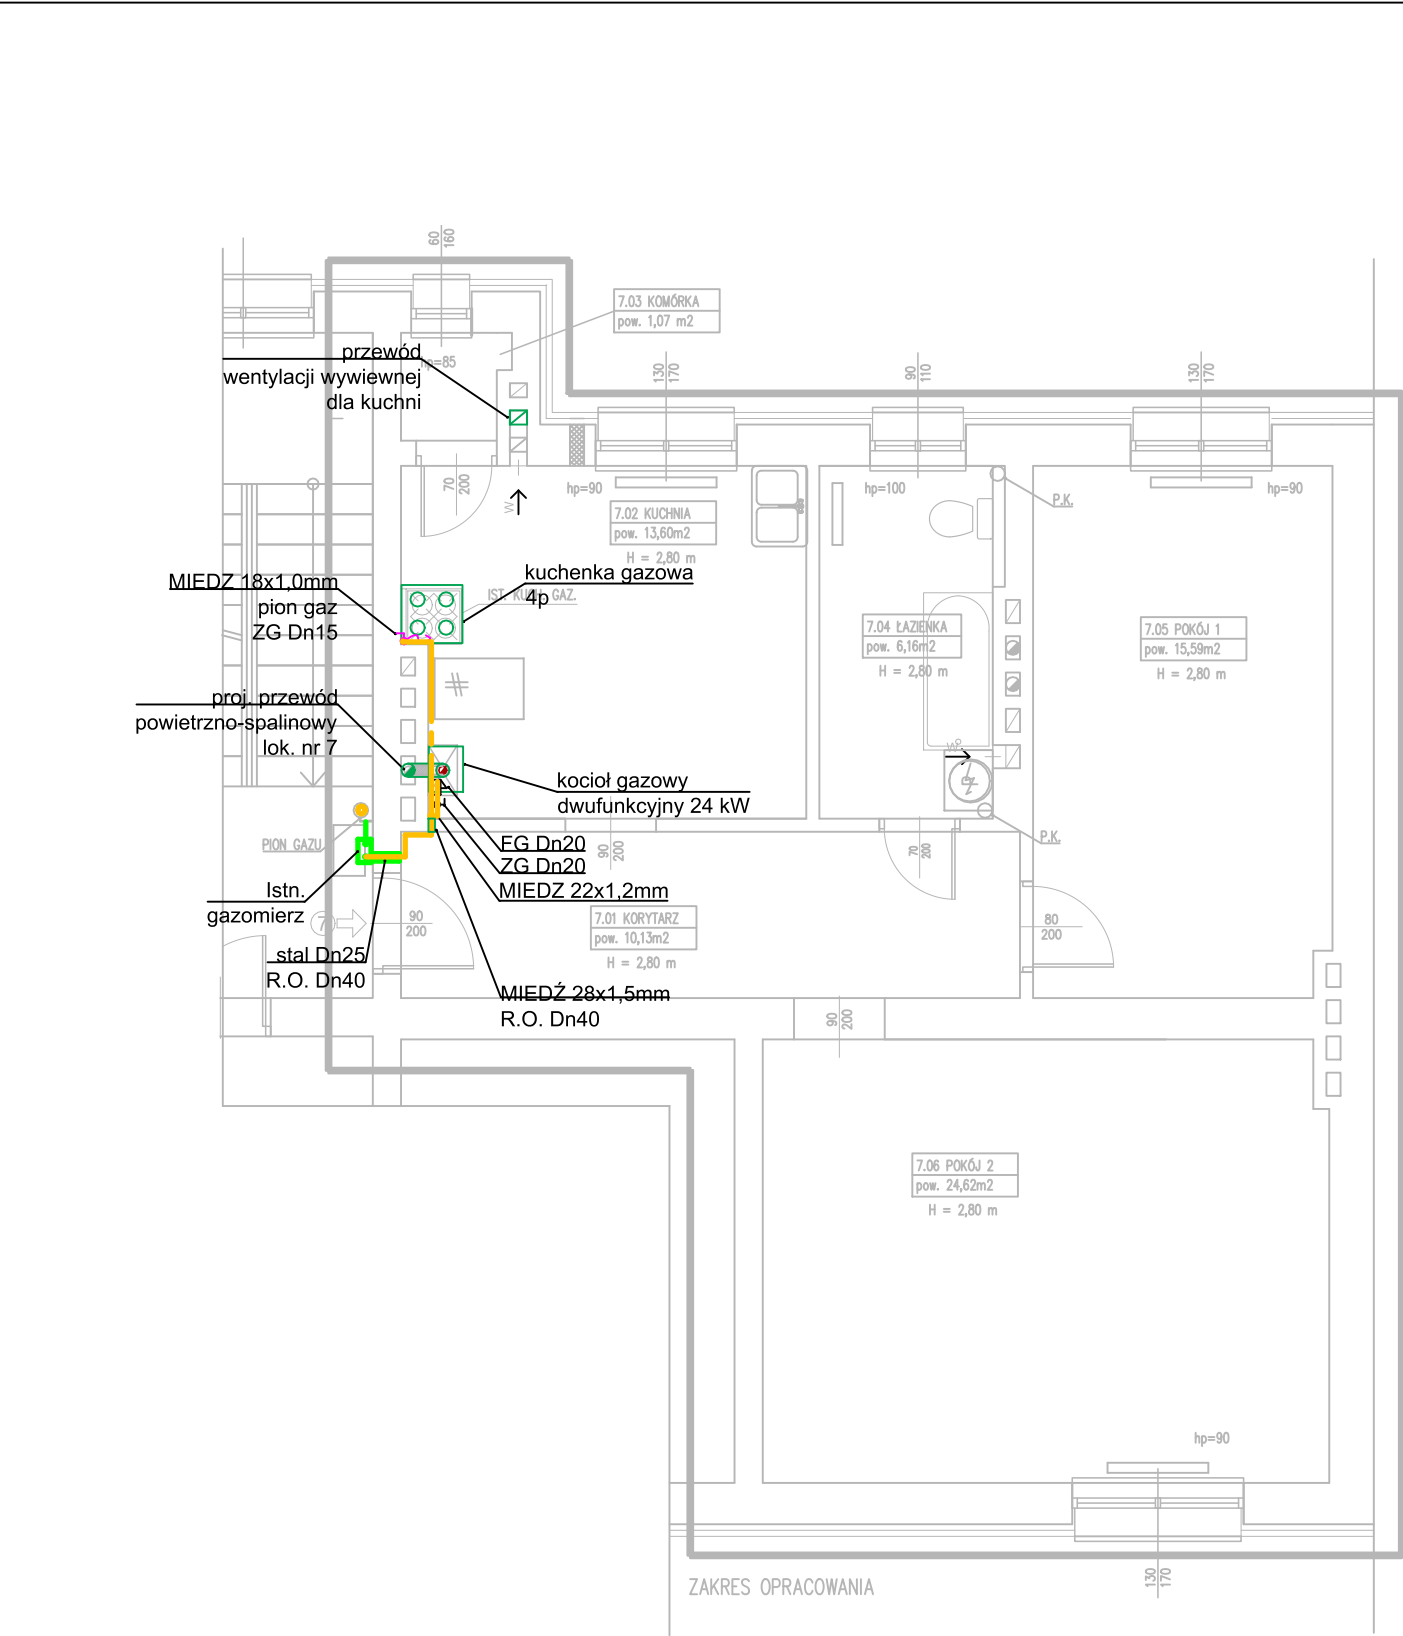 60
160
7.03 KOMÓRKA
pow. 1,07 m2
przewód
wentylacji wywiewnej
dla kuchni
hp=85
130
170
90
110
130
170
70
200
W
hp=90
7.02 KUCHNIA
pow. 13,60m2
H = 2,80 m
hp=100
P.K.
hp=90
MIEDZ 18x1,0mm
pion gaz
ZG Dn15
kuchenka gazowa
4p
IST. KUCH. GAZ.
7.04 ŁAZIENKA
pow. 6,16m2
H = 2,80 m
7.05 POKÓJ 1
pow. 15,59m2
H = 2,80 m
proj. przewód
powietrzno-spalinowy
lok. nr 7
kocioł gazowy
dwufunkcyjny 24 kW
PION GAZU
FG Dn20
ZG Dn20
MIEDZ 22x1,2mm
90
200
70
200
P.K.
Istn.
gazomierz
7
90
200
7.01 KORYTARZ
pow. 10,13m2
H = 2,80 m
80
200
stal Dn25
R.O. Dn40
MIEDŹ 28x1,5mm
R.O. Dn40
90
200
7.06 POKÓJ 2
pow. 24,62m2
H = 2,80 m
hp=90
ZAKRES OPRACOWANIA
130
170